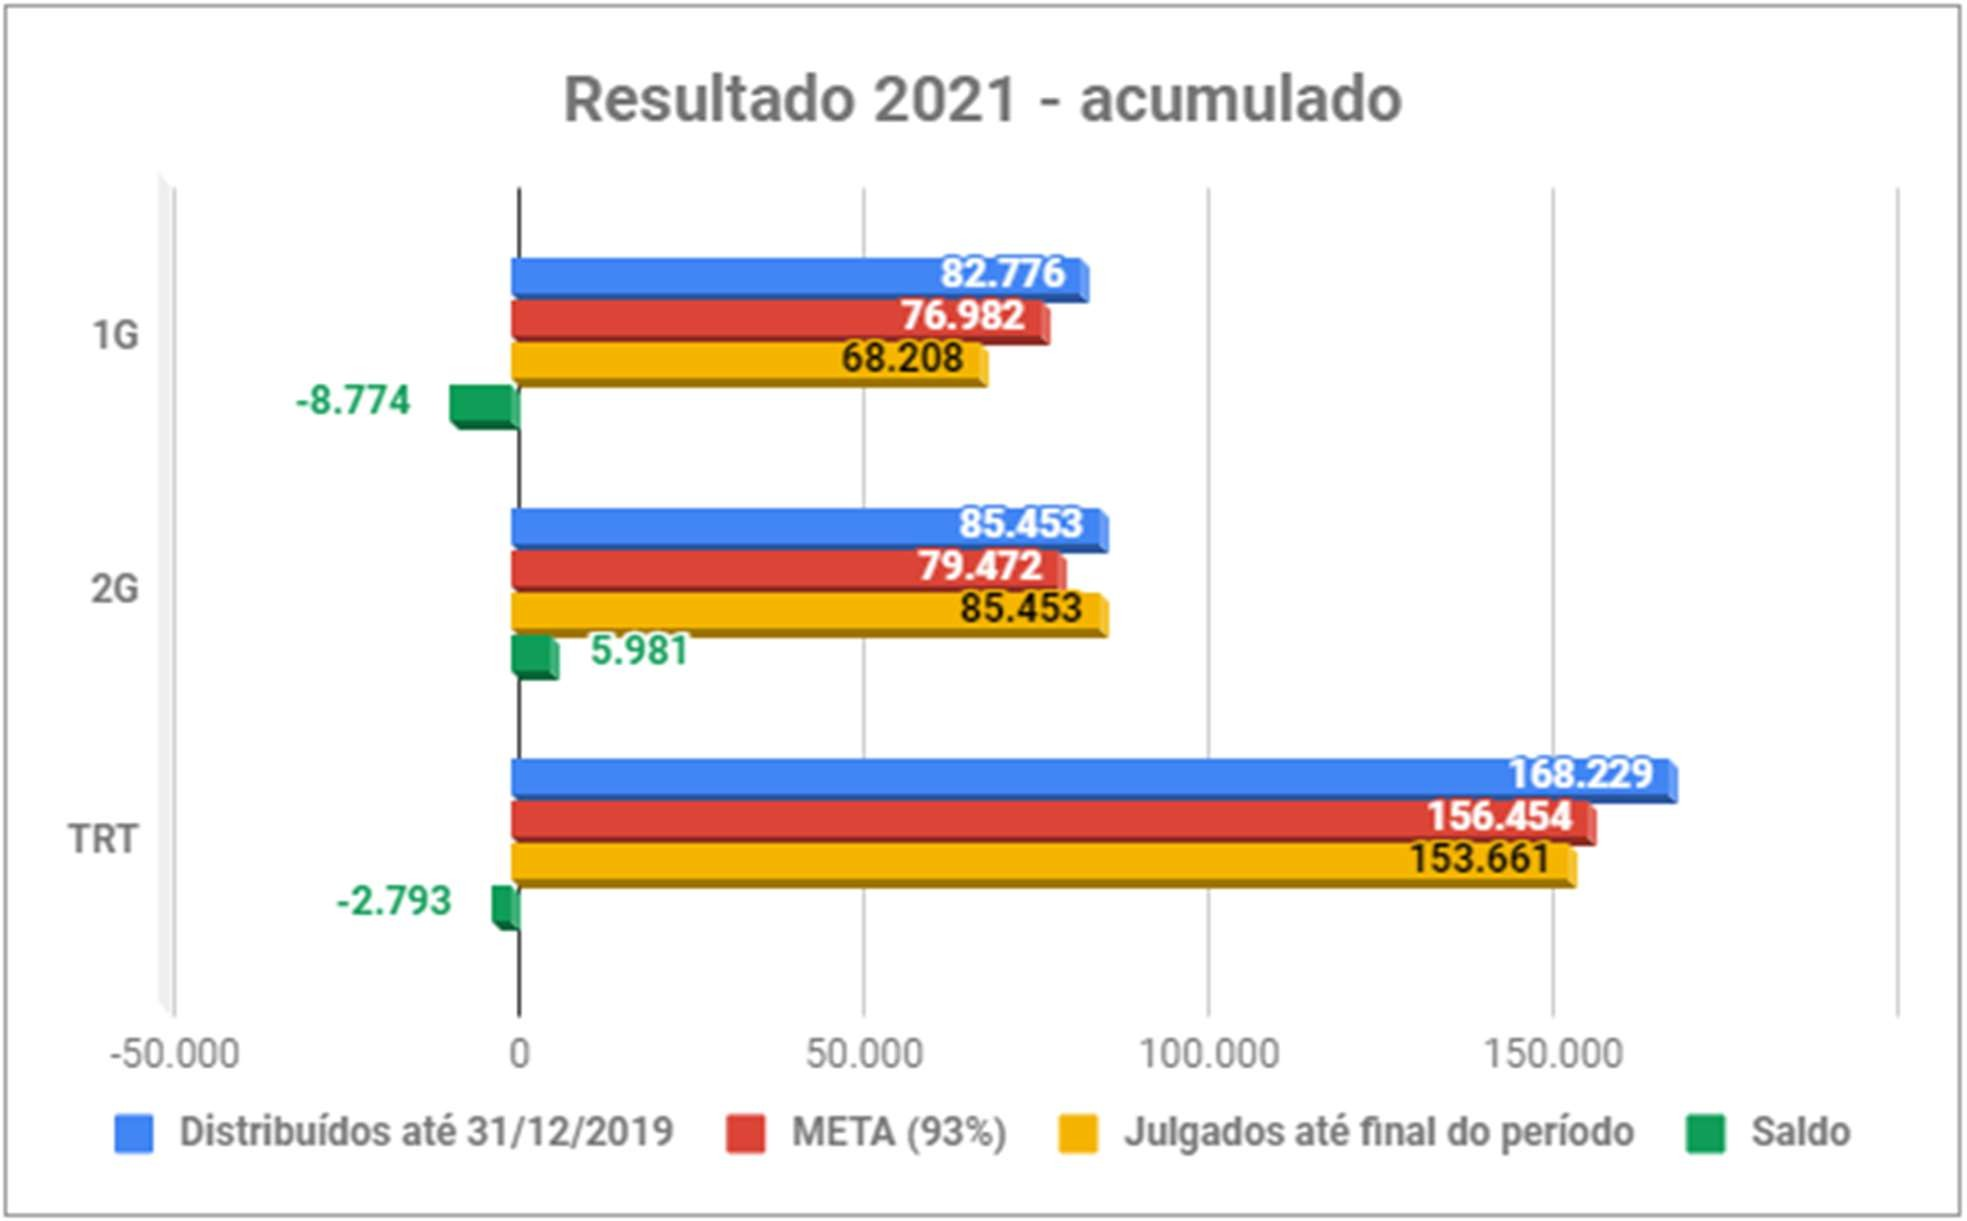 Resultado 2021 - acumulado
82.776
76.982
1G
68.208
-8.774
85.453
79.472
2G
85.453
5.981
168.229
156.454
TRT
153.661
-2.793
-50.000 0 50.000 100.000 150.000
Distribuídos até 31/12/2019 META (93%) Julgados até final do período Saldo